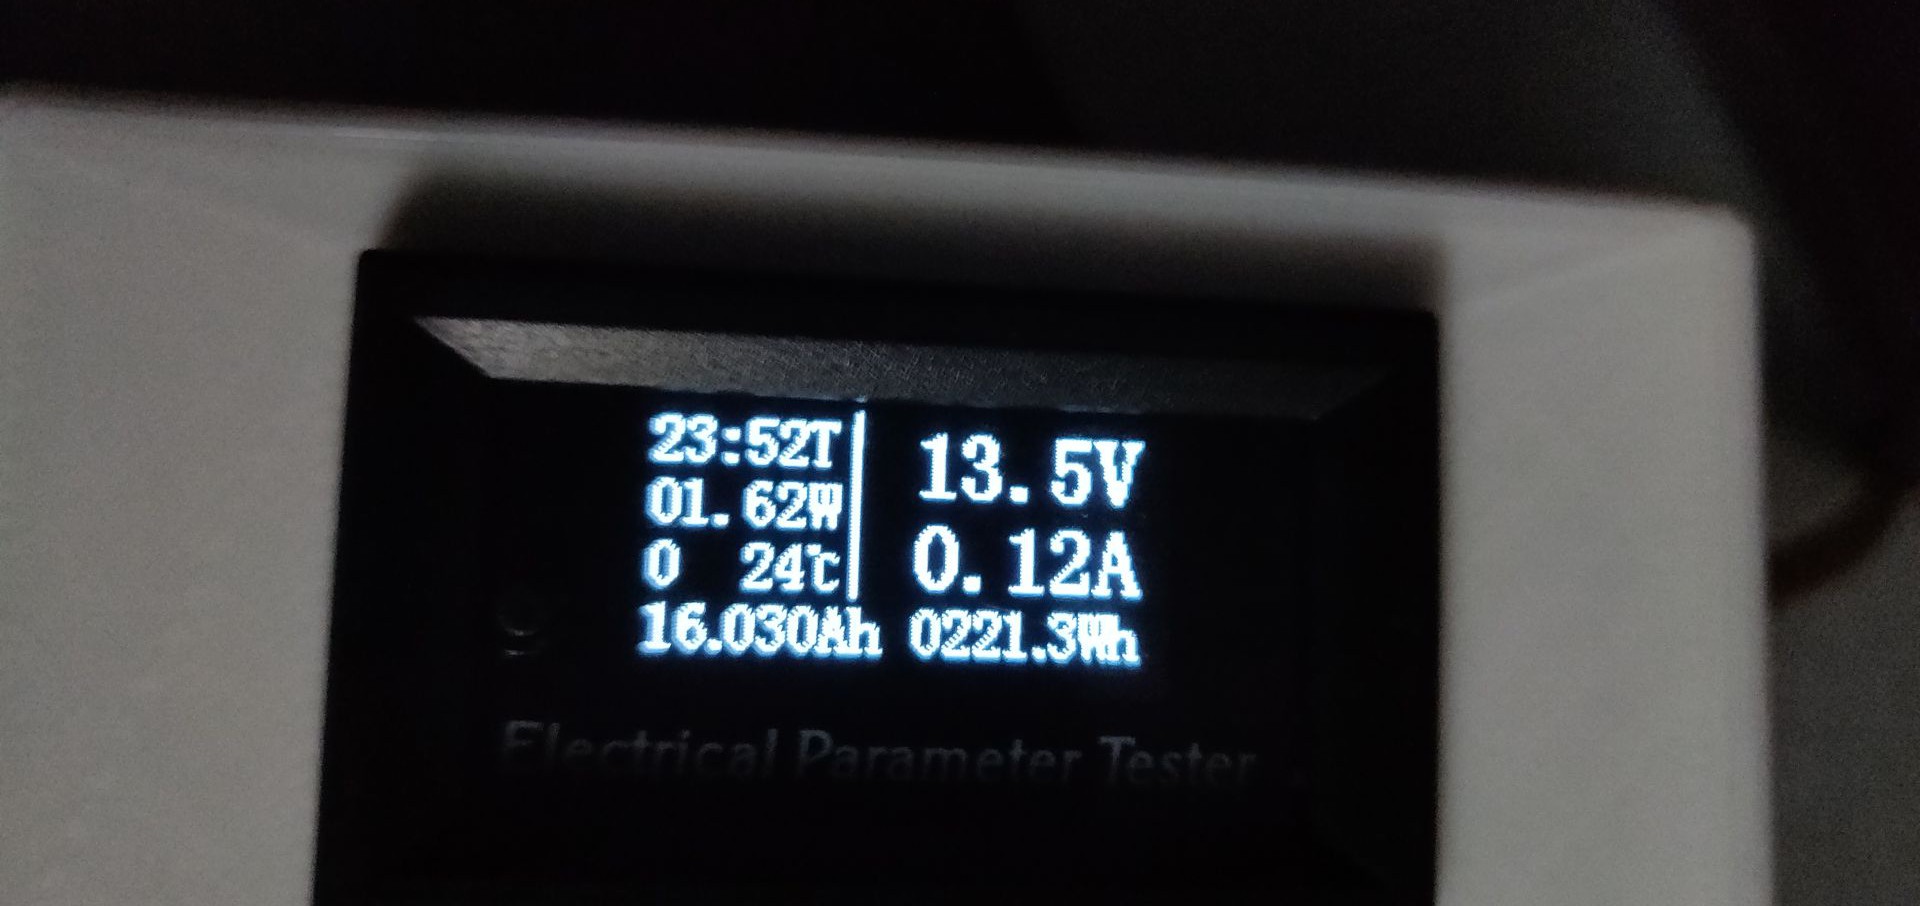 23:52T
13.5V
01.62W
0 24℃
0.12A
16.030Ah 0221.3Wh
Electrical Parameter Tester